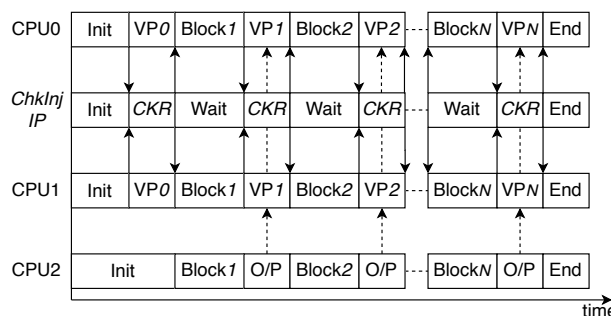 CPU0 Init VP0 Block1 VP1 Block2 VP2 BlockN VPN End
ChkInj IP Init CKR Wait CKR Wait CKR Wait CKR End
CPU1 Init VP0 Block1 VP1 Block2 VP2 BlockN VPN End
CPU2 Init Block1 O/P Block2 O/P BlockN O/P End
time